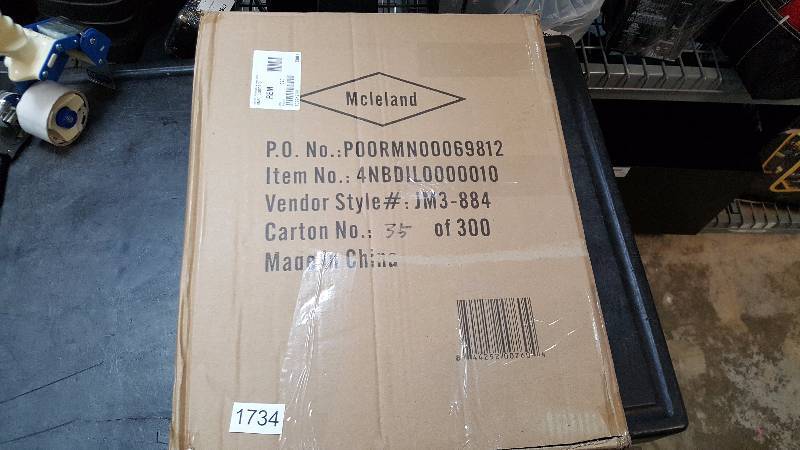 PEM
Mcleland
P.O. No.:POORMN00069812
Item No.: 4NBDIL0000010
Vendor Style#: JM3-884
Carton No.: 35 of 300
Made in China
1734